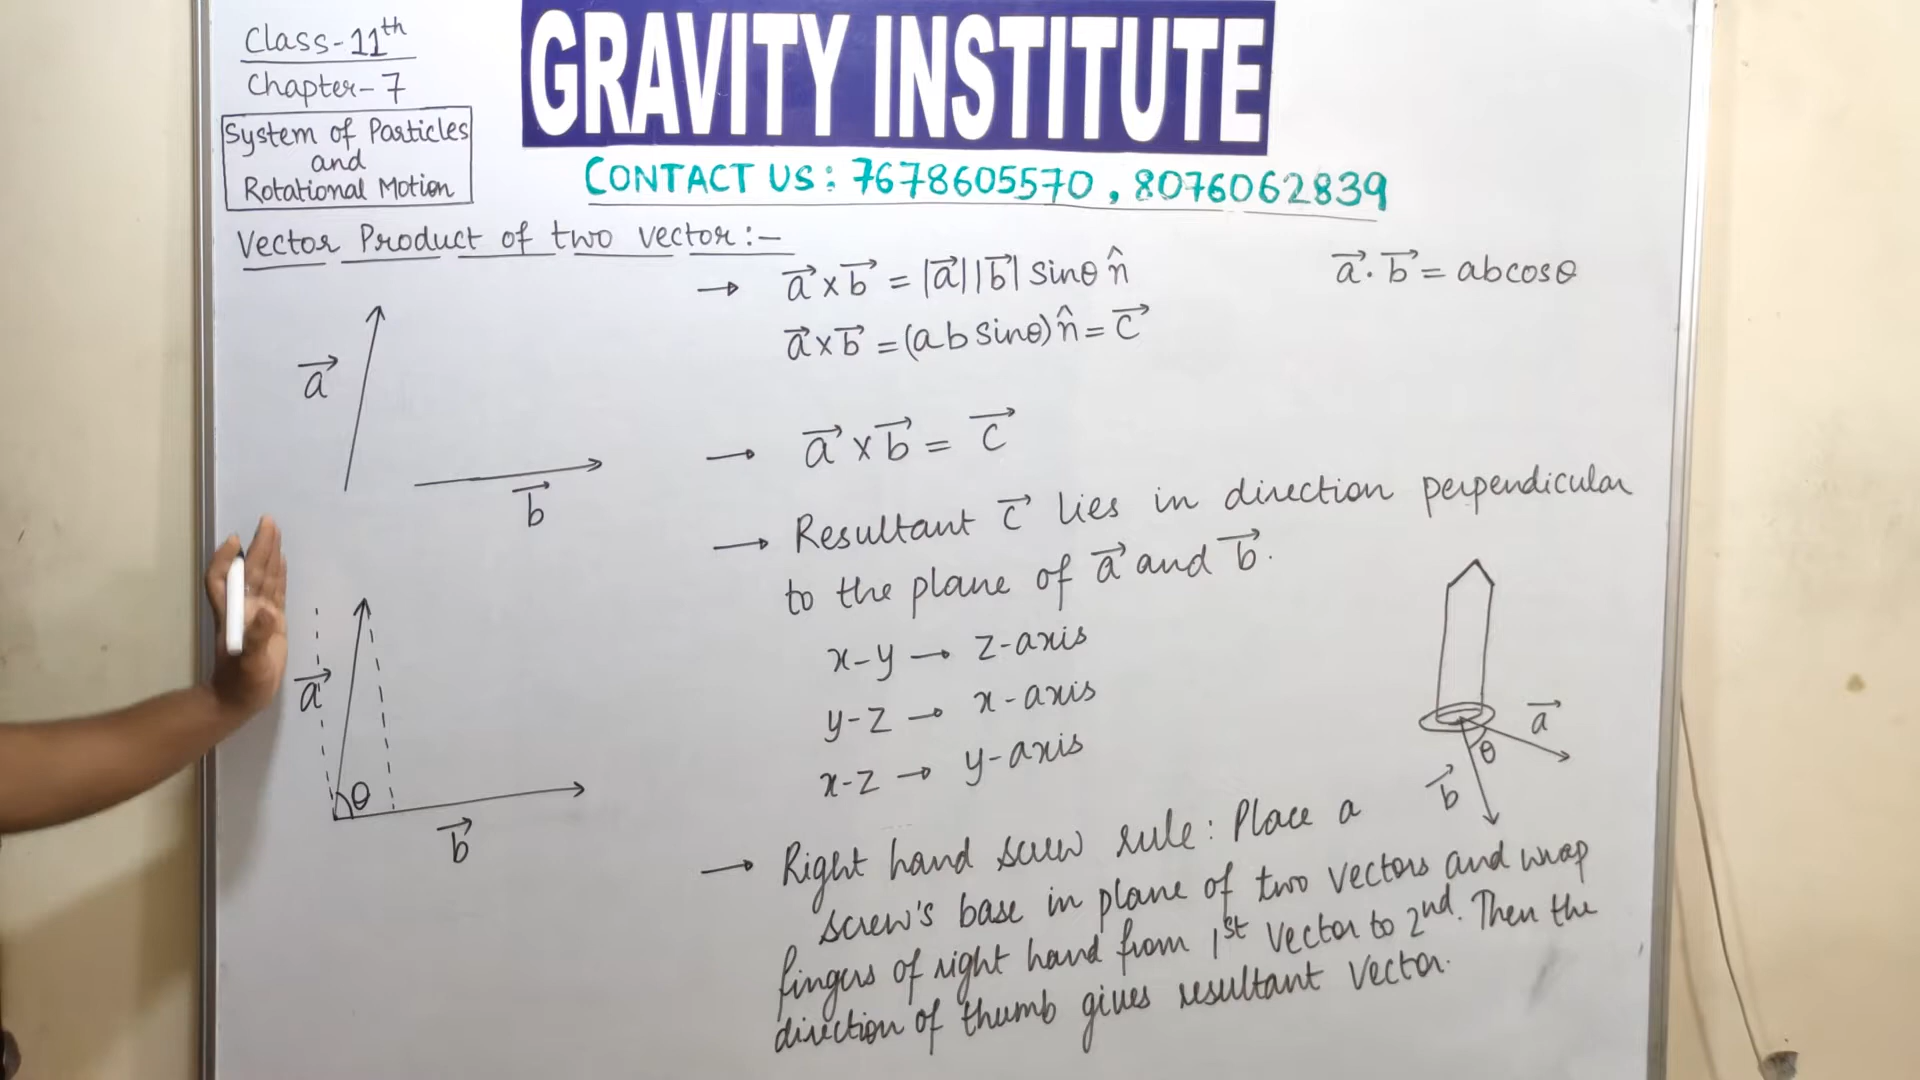 Class-11th
Chapter-7
System of Particles
and
Rotational Motion
GRAVITY INSTITUTE
CONTACT US: 7678605570, 8076062839
Vector Product of two vector:-
→ a⃗×b⃗ = |a⃗||b⃗| sinθ n̂
a⃗×b⃗ = (ab sinθ) n̂ = c⃗
a⃗·b⃗ = abcosθ
a⃗
b⃗
→ a⃗×b⃗ = c⃗
→ Resultant c⃗ lies in direction perpendicular
to the plane of a⃗ and b⃗.
x-y → z-axis
y-z → x-axis
x-z → y-axis
a⃗
θ
b⃗
a⃗
θ
b⃗
→ Right hand screw rule: Place a
screw's base in plane of two vectors and wrap
fingers of right hand from 1st vector to 2nd. Then the
direction of thumb gives resultant vector.